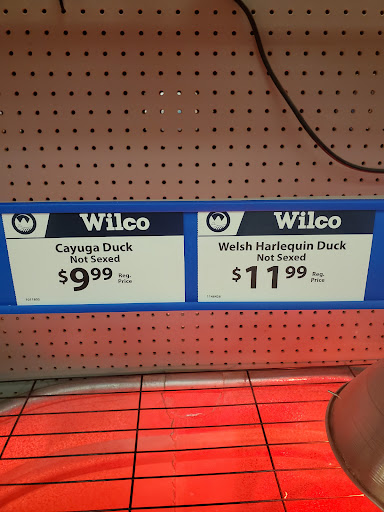 Wilco
Cayuga Duck
Not Sexed
$9.99 Reg. Price
Wilco
Welsh Harlequin Duck
Not Sexed
$11.99 Reg. Price